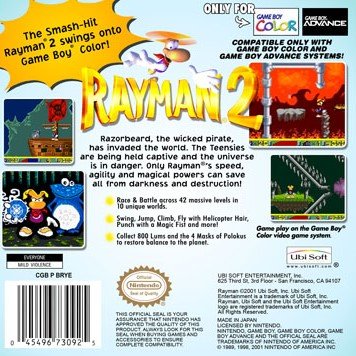 ONLY FOR
GAME BOY
COLOR
GAME BOY
ADVANCE
COMPATIBLE ONLY WITH
GAME BOY COLOR AND
GAME BOY ADVANCE SYSTEMS!
The Smash-Hit
Rayman® 2 swings onto
Game Boy® Color!
RAYMAN 2
Razorbeard, the wicked pirate,
has invaded the world. The Teensies
are being held captive and the universe
is in danger. Only Rayman®'s speed,
agility and magical powers can save
all from darkness and destruction!
• Race & Battle across 42 massive levels in
10 unique worlds.
• Swing, Jump, Climb, Fly with Helicopter Hair,
Punch with a Magic Fist and more!
• Collect 800 Lums and the 4 Masks of Polokus
to restore balance to the planet.
Game play on the Game Boy®
Color video game system.
Ubi Soft
www.ubisoft.com
EVERYONE
MILD VIOLENCE.
CGB P BRYE
0 45496 73092 5
Official
Nintendo
Seal of Quality
THIS OFFICIAL SEAL IS YOUR
ASSURANCE THAT NINTENDO HAS
APPROVED THE QUALITY OF THIS
PRODUCT. ALWAYS LOOK FOR THIS
SEAL WHEN BUYING GAMES AND
ACCESSORIES TO ENSURE
COMPLETE COMPATIBILITY.
UBI SOFT ENTERTAINMENT, INC.
625 Third St, 3rd Floor - San Francisco, CA 94107
Rayman ©2001 Ubi Soft, Inc. Ubi Soft
Entertainment is a trademark of Ubi Soft, Inc.
Rayman, Ubi Soft and the Ubi Soft Entertainment
logo are registered trademarks of Ubi Soft, Inc.
All Rights Reserved.
MADE IN JAPAN
LICENSED BY NINTENDO.
NINTENDO, GAME BOY, GAME BOY COLOR, GAME
BOY ADVANCE AND THE OFFICIAL SEAL ARE
TRADEMARKS OF NINTENDO OF AMERICA INC.
© 1989, 1998, 2001 NINTENDO OF AMERICA INC.